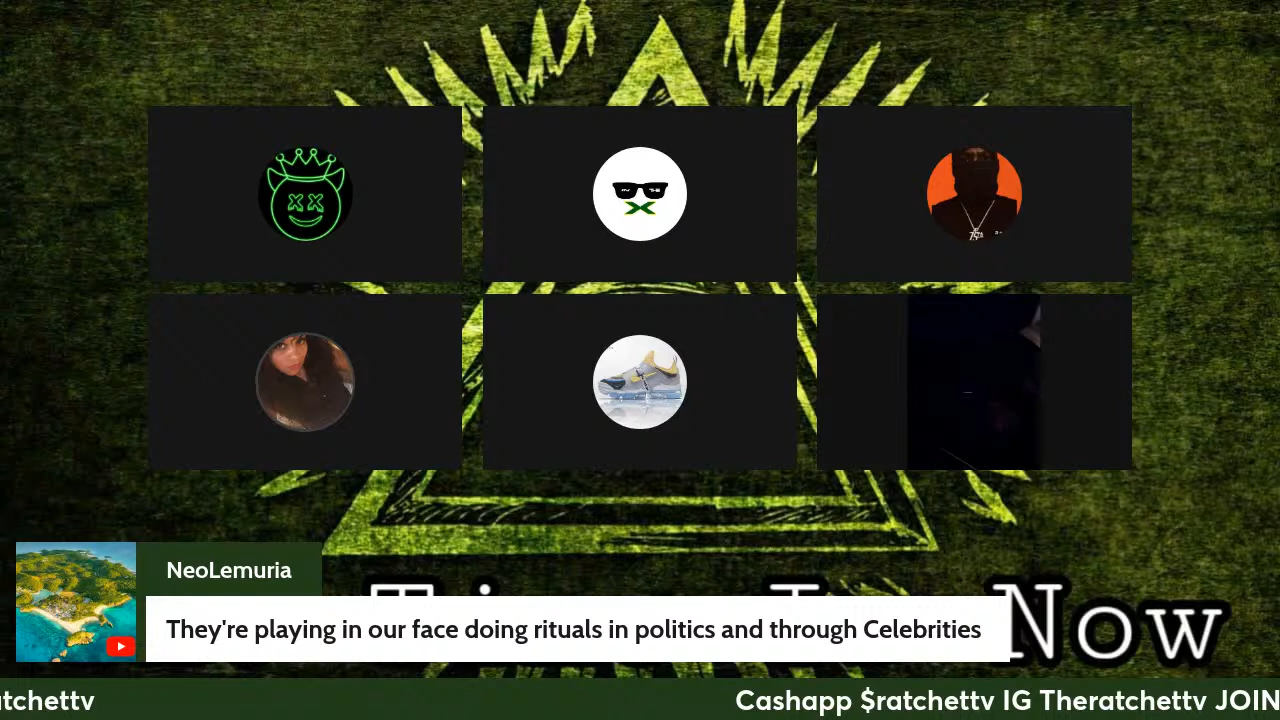 NeoLemuria
They're playing in our face doing rituals in politics and through Celebrities
Now
atchettv Cashapp $ratchettv IG Theratchettv JOIN